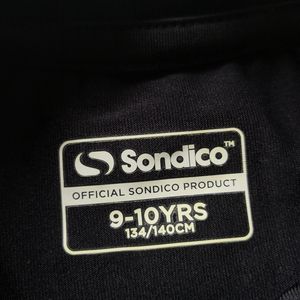 Sondico™
OFFICIAL SONDICO PRODUCT
9-10YRS
134/140CM